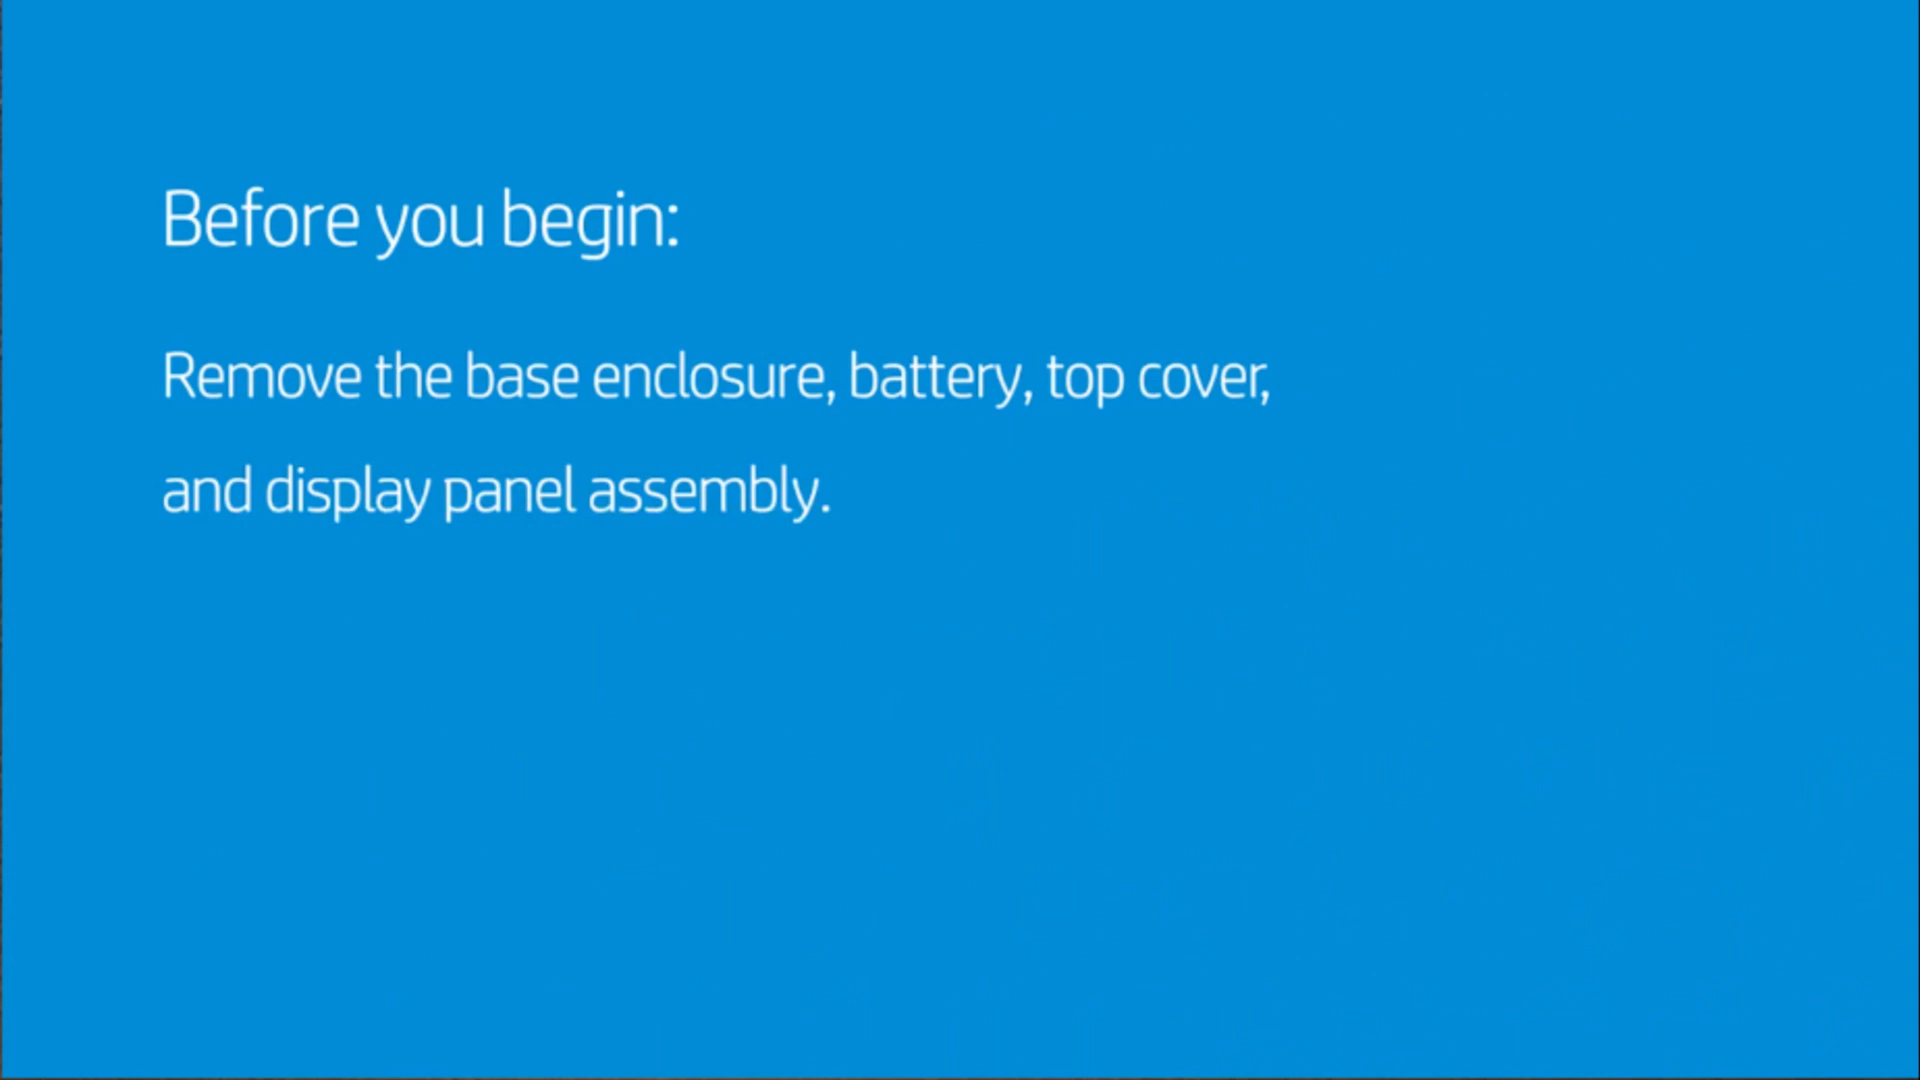 Before you begin:
Remove the base enclosure, battery, top cover,
and display panel assembly.